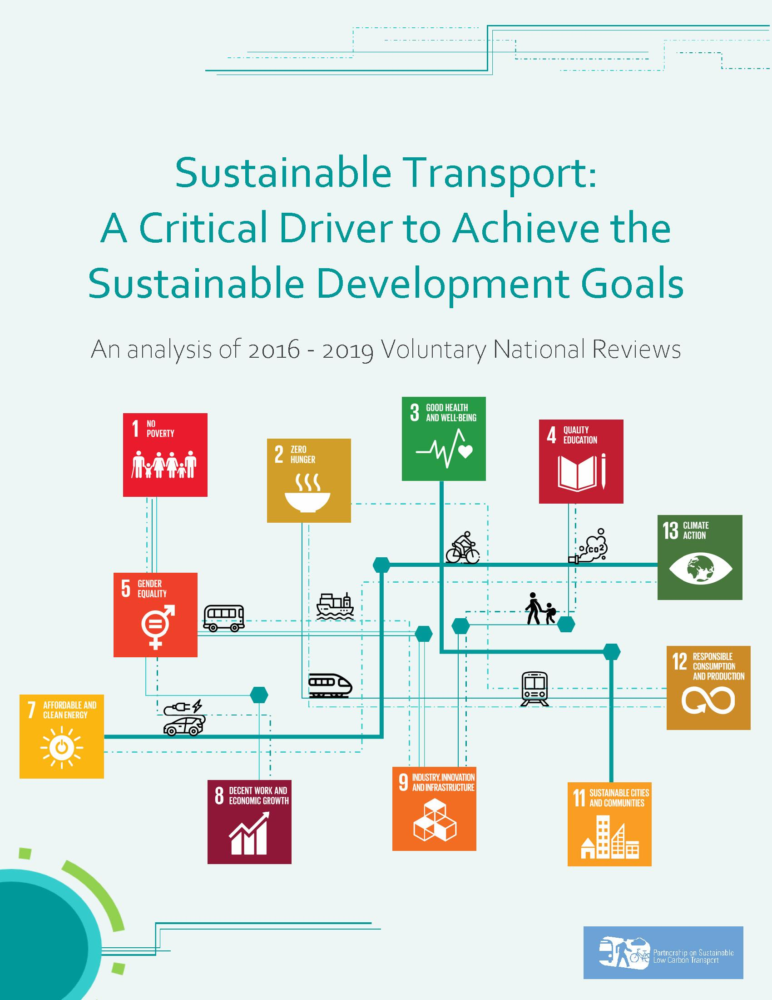 Sustainable Transport:
A Critical Driver to Achieve the
Sustainable Development Goals
An analysis of 2016 - 2019 Voluntary National Reviews
1 NO
POVERTY
2 ZERO
HUNGER
3 GOOD HEALTH
AND WELL-BEING
4 QUALITY
EDUCATION
13 CLIMATE
ACTION
CO2
5 GENDER
EQUALITY
12 RESPONSIBLE
CONSUMPTION
AND PRODUCTION
7 AFFORDABLE AND
CLEAN ENERGY
8 DECENT WORK AND
ECONOMIC GROWTH
9 INDUSTRY, INNOVATION
AND INFRASTRUCTURE
11 SUSTAINABLE CITIES
AND COMMUNITIES
Partnership on Sustainable
Low Carbon Transport